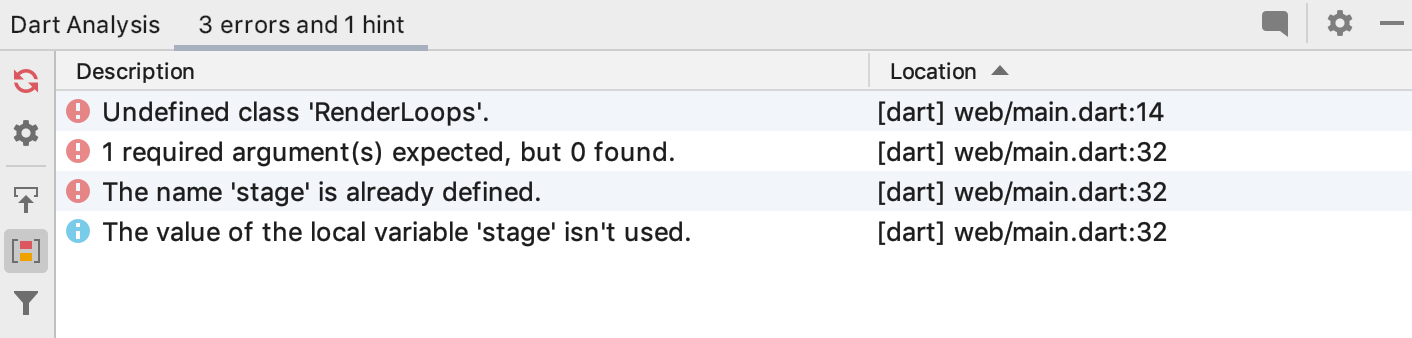 Dart Analysis 3 errors and 1 hint
Description Location
Undefined class 'RenderLoops'. [dart] web/main.dart:14
1 required argument(s) expected, but 0 found. [dart] web/main.dart:32
The name 'stage' is already defined. [dart] web/main.dart:32
The value of the local variable 'stage' isn't used. [dart] web/main.dart:32